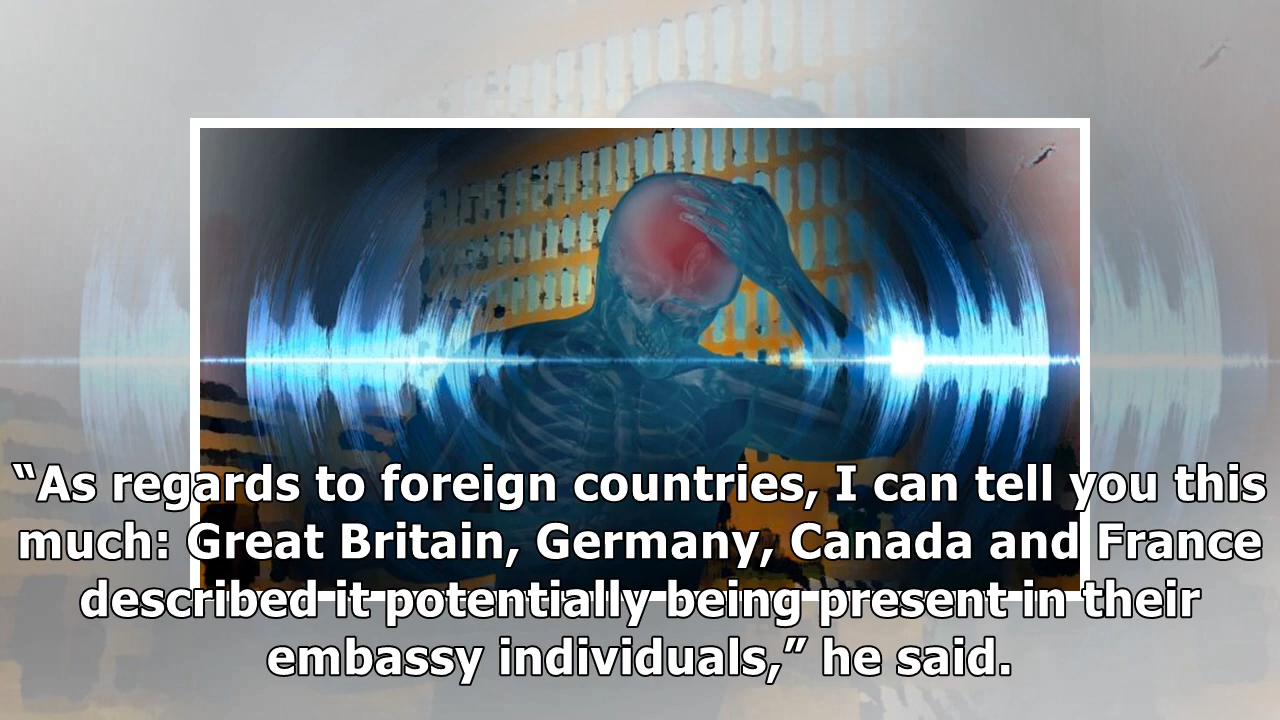 “As regards to foreign countries, I can tell you this
much: Great Britain, Germany, Canada and France
described it potentially being present in their
embassy individuals,” he said.